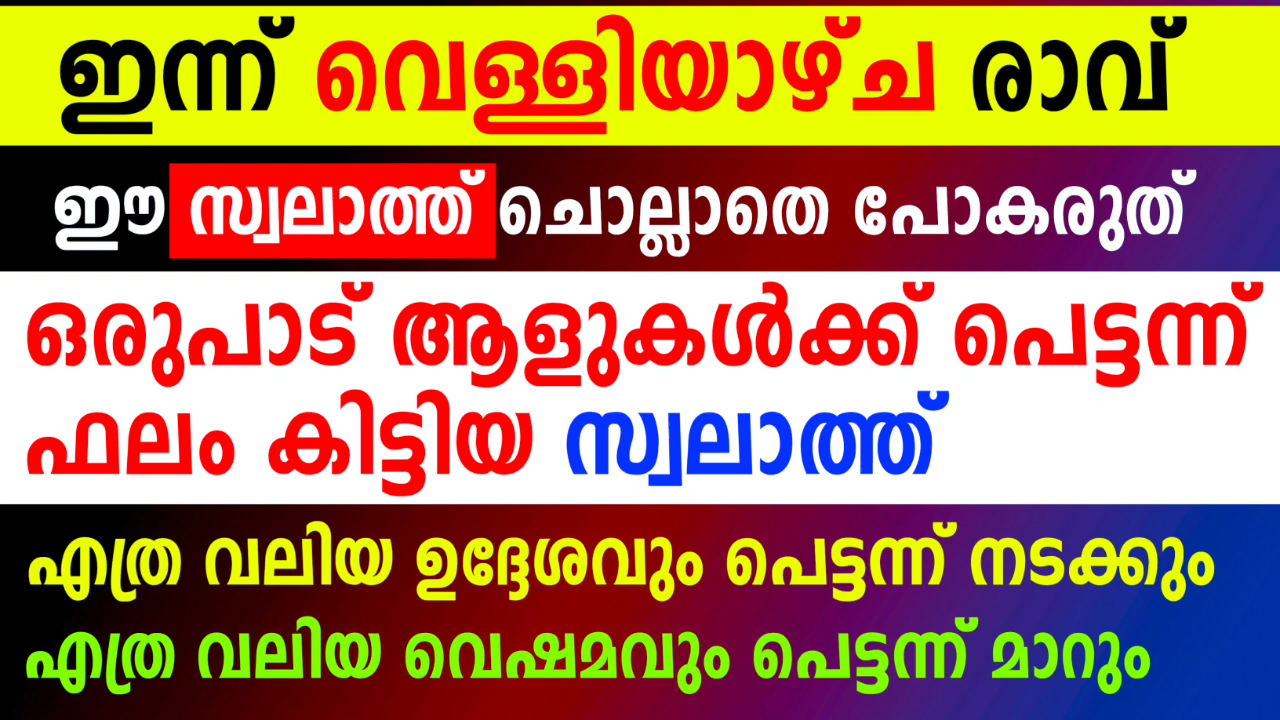 ഇന്ന് വെള്ളിയാഴ്ച രാവ്
ഈ സ്വലാത്ത് ചൊല്ലാതെ പോകരുത്
ഒരുപാട് ആളുകൾക്ക് പെട്ടന്ന്
ഫലം കിട്ടിയ സ്വലാത്ത്
എത്ര വലിയ ഉദ്ദേശവും പെട്ടന്ന് നടക്കും
എത്ര വലിയ വെഷമവും പെട്ടന്ന് മാറും